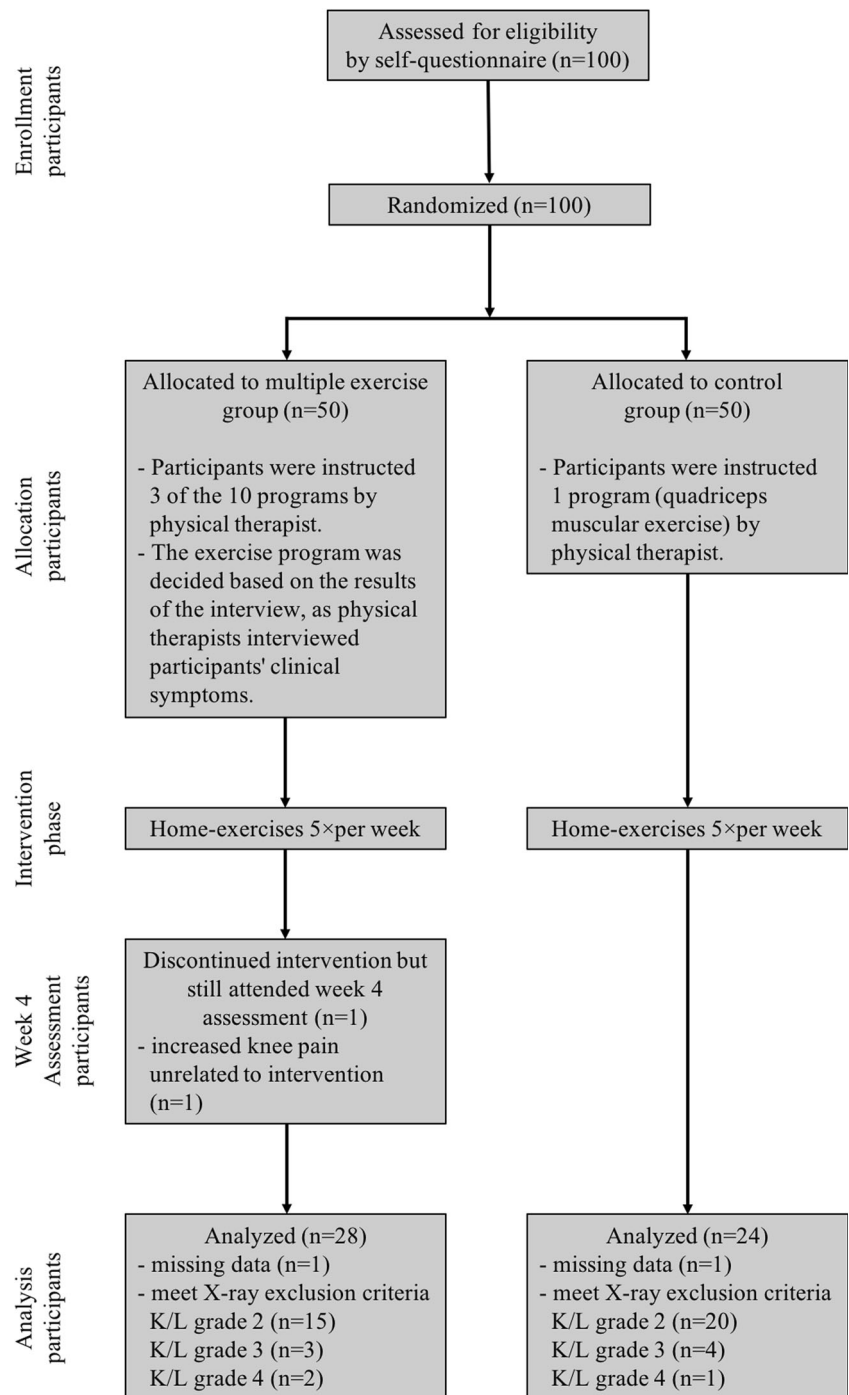 Enrollment
participants
Assessed for eligibility
by self-questionnaire (n=100)
Randomized (n=100)
Allocation
participants
Allocated to multiple exercise
group (n=50)
- Participants were instructed
3 of the 10 programs by
physical therapist.
- The exercise program was
decided based on the results
of the interview, as physical
therapists interviewed
participants' clinical
symptoms.
Allocated to control
group (n=50)
- Participants were instructed
1 program (quadriceps
muscular exercise) by
physical therapist.
Intervention
phase
Home-exercises 5×per week
Home-exercises 5×per week
Week 4
Assessment
participants
Discontinued intervention but
still attended week 4
assessment (n=1)
- increased knee pain
unrelated to intervention
(n=1)
Analysis
participants
Analyzed (n=28)
- missing data (n=1)
- meet X-ray exclusion criteria
K/L grade 2 (n=15)
K/L grade 3 (n=3)
K/L grade 4 (n=2)
Analyzed (n=24)
- missing data (n=1)
- meet X-ray exclusion criteria
K/L grade 2 (n=20)
K/L grade 3 (n=4)
K/L grade 4 (n=1)